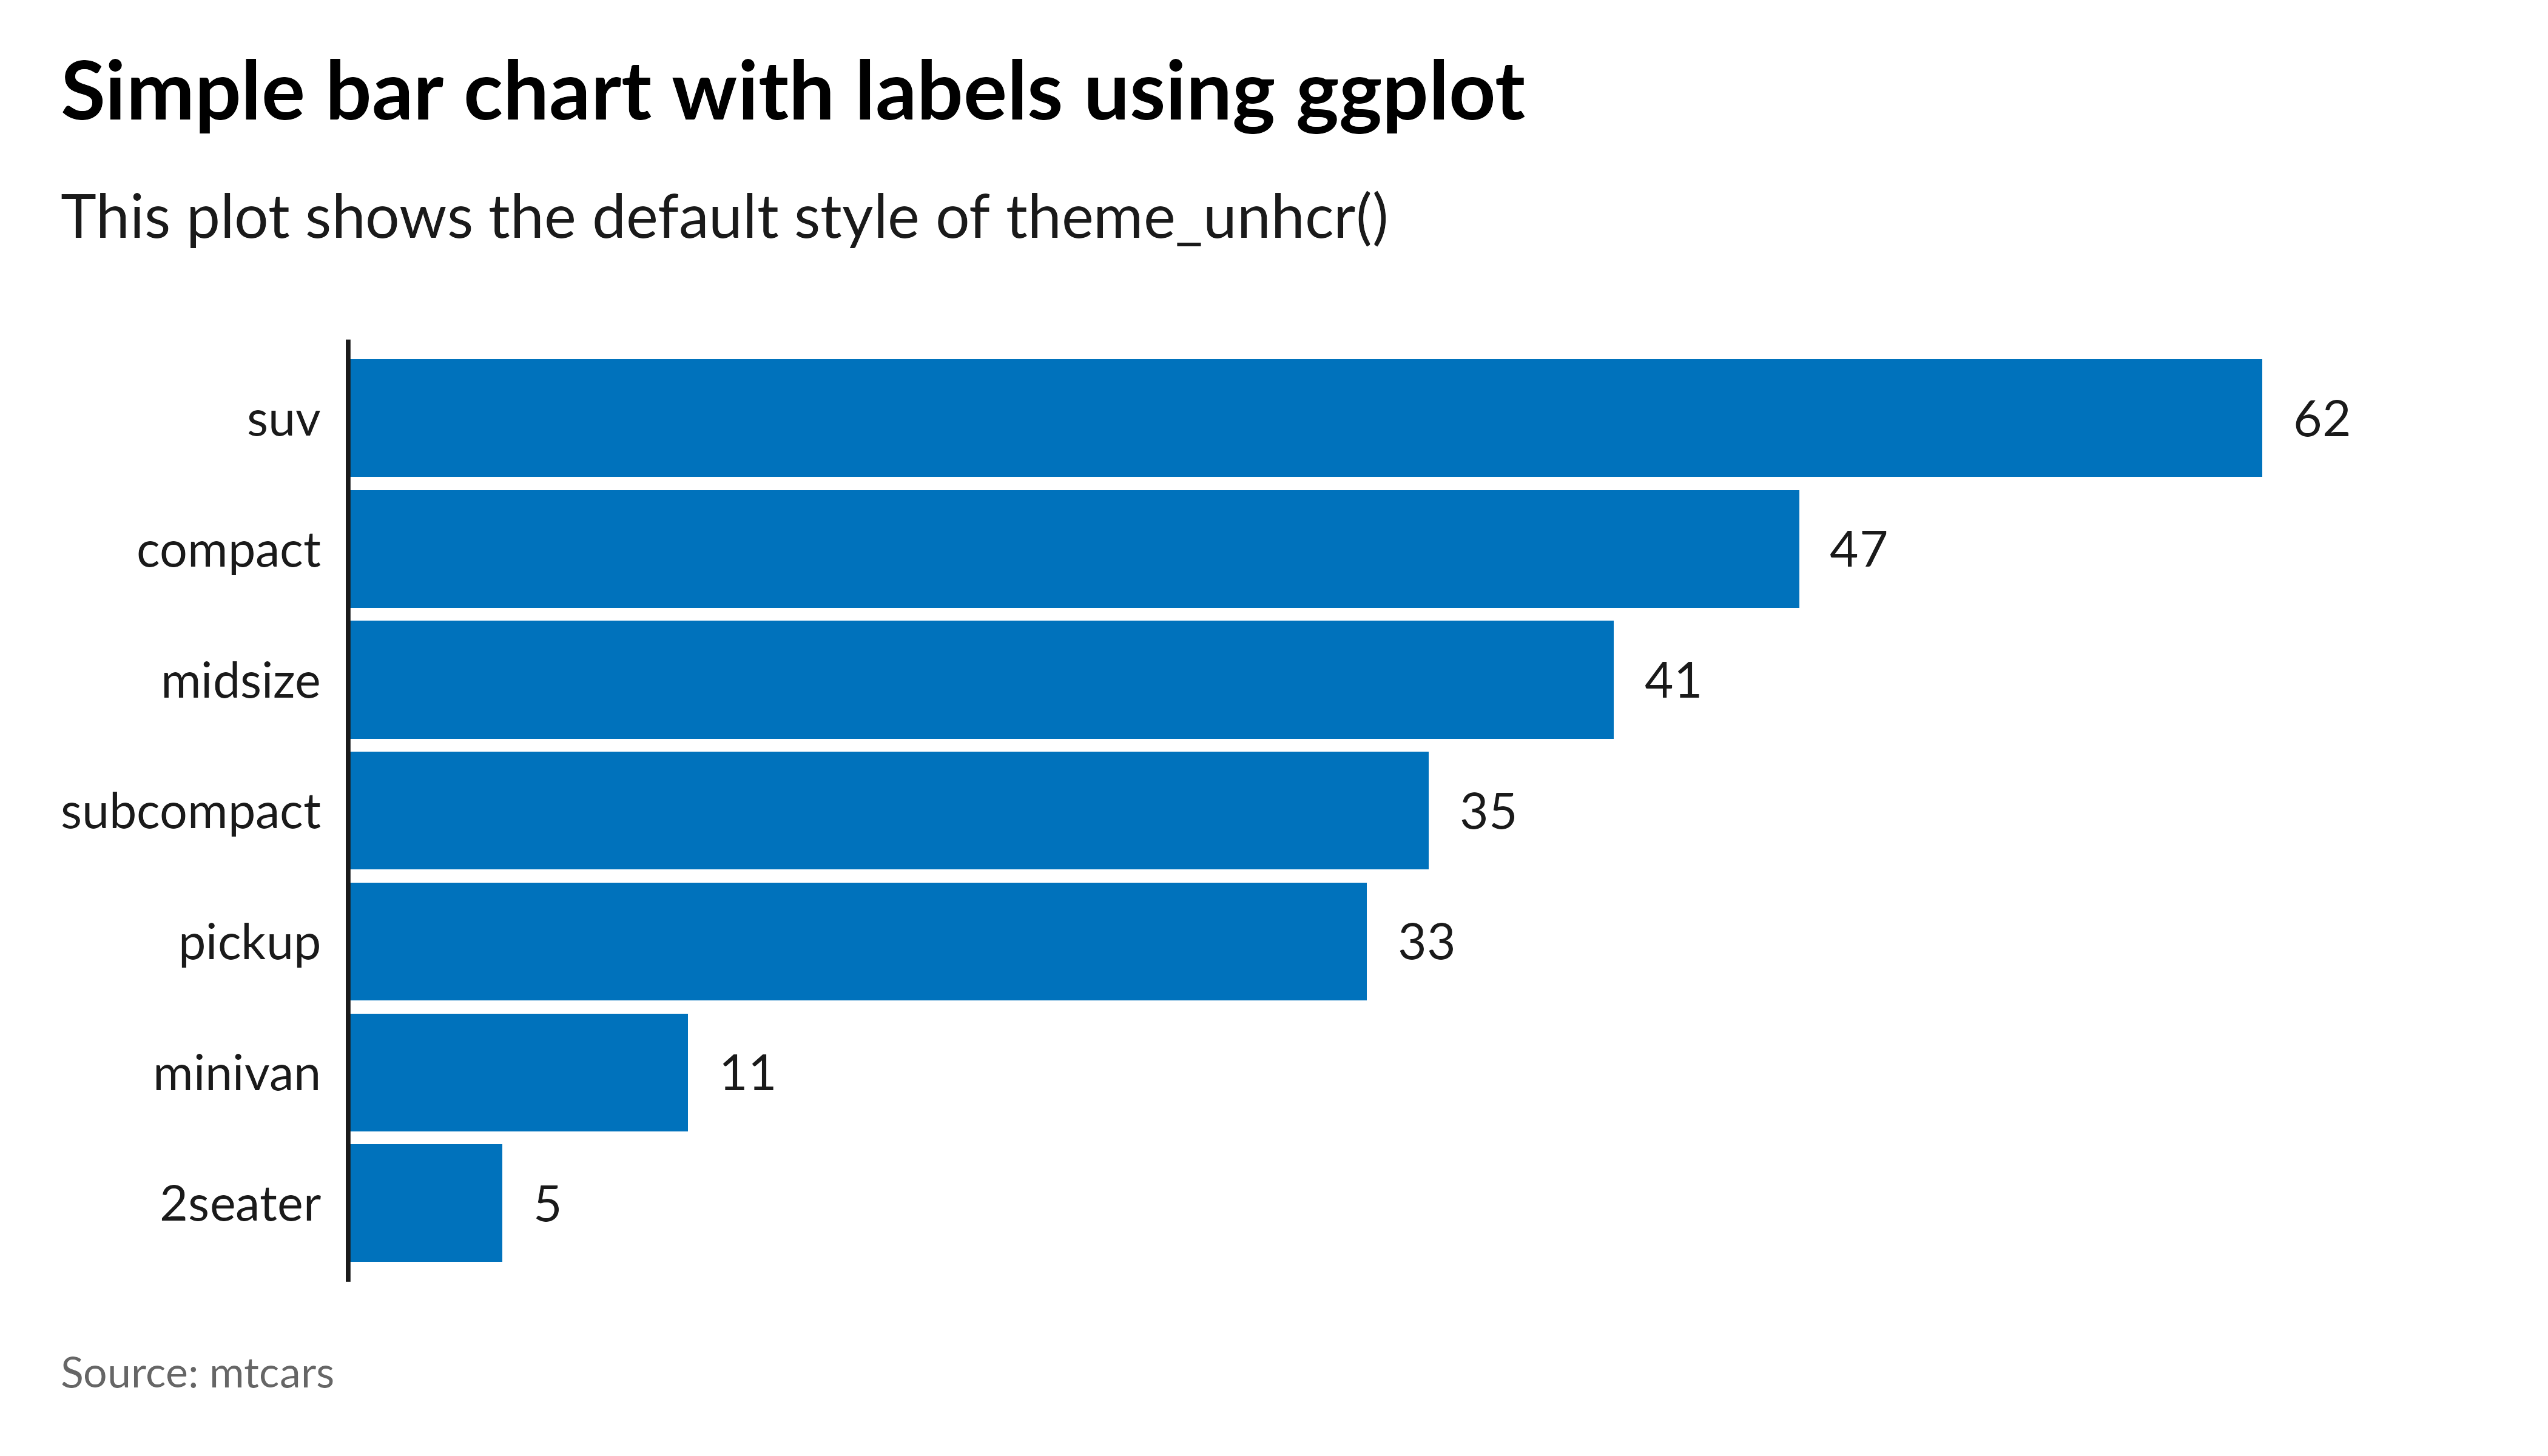 Simple bar chart with labels using ggplot
This plot shows the default style of theme_unhcr()
suv 62
compact 47
midsize 41
subcompact 35
pickup 33
minivan 11
2seater 5
Source: mtcars